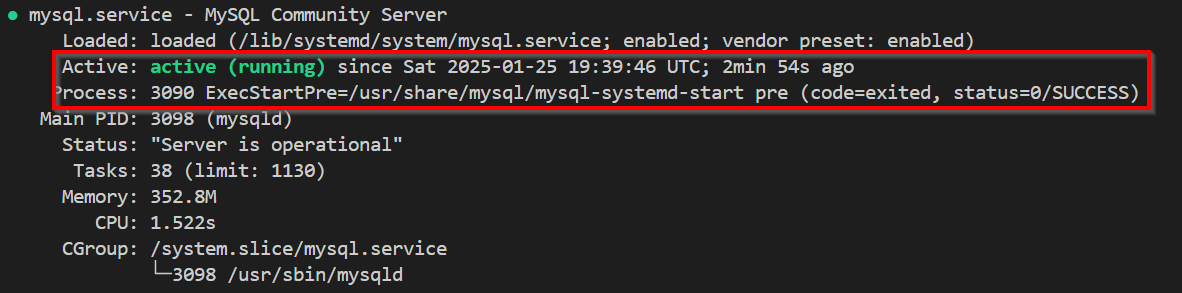 ● mysql.service - MySQL Community Server
Loaded: loaded (/lib/systemd/system/mysql.service; enabled; vendor preset: enabled)
Active: active (running) since Sat 2025-01-25 19:39:46 UTC; 2min 54s ago
Process: 3090 ExecStartPre=/usr/share/mysql/mysql-systemd-start pre (code=exited, status=0/SUCCESS)
Main PID: 3098 (mysqld)
Status: "Server is operational"
Tasks: 38 (limit: 1130)
Memory: 352.8M
CPU: 1.522s
CGroup: /system.slice/mysql.service
└─3098 /usr/sbin/mysqld